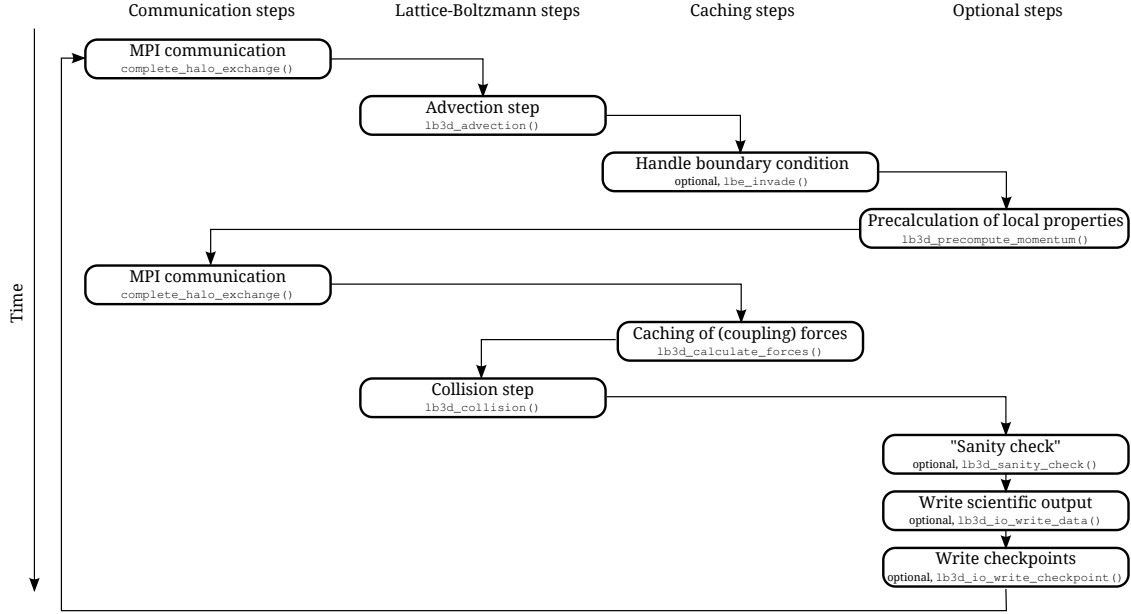 Communication steps
Lattice-Boltzmann steps
Caching steps
Optional steps
MPI communication
complete_halo_exchange()
Advection step
lb3d_advection()
Handle boundary condition
optional, lbe_invade()
Precalculation of local properties
lb3d_precompute_momentum()
MPI communication
complete_halo_exchange()
Time
Caching of (coupling) forces
lb3d_calculate_forces()
Collision step
lb3d_collision()
"Sanity check"
optional, lb3d_sanity_check()
Write scientific output
optional, lb3d_io_write_data()
Write checkpoints
optional, lb3d_io_write_checkpoint()